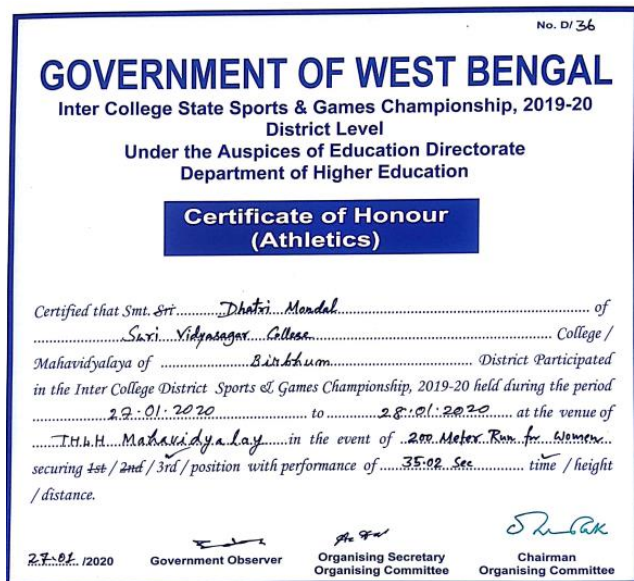 No. D/ 36
GOVERNMENT OF WEST BENGAL
Inter College State Sports & Games Championship, 2019-20
District Level
Under the Auspices of Education Directorate
Department of Higher Education
Certificate of Honour
(Athletics)
Certified that Smt. Sri Dhatri Mondal of
Suri Vidyasagar College College /
Mahavidyalaya of Birbhum District Participated
in the Inter College District Sports & Games Championship, 2019-20 held during the period
27.01.2020 to 28.01.2020 at the venue of
THLH Mahavidyalay in the event of 200 Meter Run for Women
securing 1st / 2nd / 3rd / position with performance of 35.02 Sec time / height
/ distance.
27.01 /2020 Government Observer Organising Secretary Chairman
Organising Committee Organising Committee